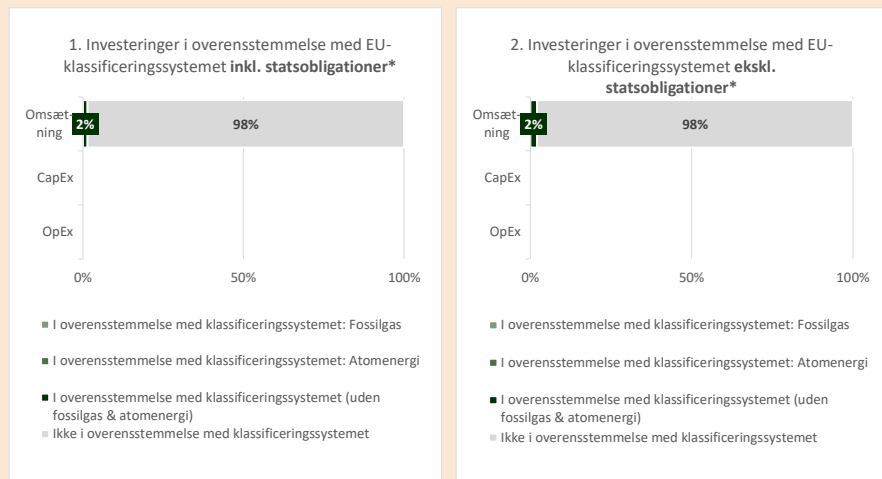 1. Investeringer i overensstemmelse med EU-
klassificeringssystemet inkl. statsobligationer*
Omsæt-
ning
2%
98%
CapEx
OpEx
0%
50%
100%
I overensstemmelse med klassificeringssystemet: Fossilgas
I overensstemmelse med klassificeringssystemet: Atomenergi
I overensstemmelse med klassificeringssystemet (uden
fossilgas & atomenergi)
Ikke i overensstemmelse med klassificeringssystemet
2. Investeringer i overensstemmelse med EU-
klassificeringssystemet ekskl.
statsobligationer*
Omsæt-
ning
2%
98%
CapEx
OpEx
0%
50%
100%
I overensstemmelse med klassificeringssystemet: Fossilgas
I overensstemmelse med klassificeringssystemet: Atomenergi
I overensstemmelse med klassificeringssystemet (uden
fossilgas & atomenergi)
Ikke i overensstemmelse med klassificeringssystemet